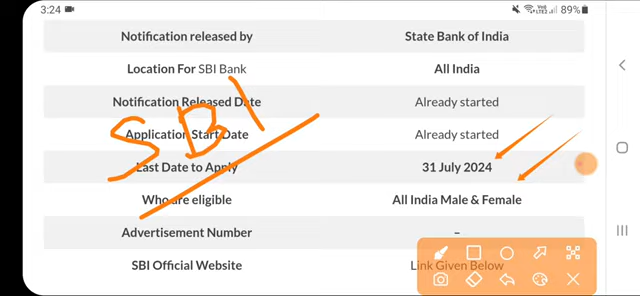 3:24 89%
Notification released by State Bank of India
Location For SBI Bank All India
Notification Released Date Already started
Application Start Date Already started
Last Date to Apply 31 July 2024
Who are eligible All India Male & Female
Advertisement Number –
SBI Official Website Link Given Below
SBI